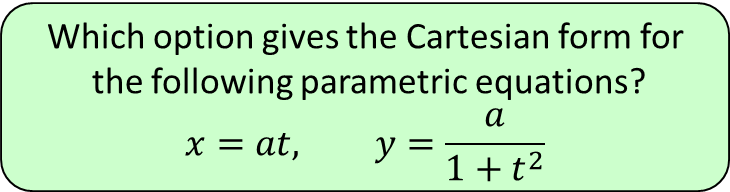 Which option gives the Cartesian form for
the following parametric equations?
x = at, y = a / (1 + t²)